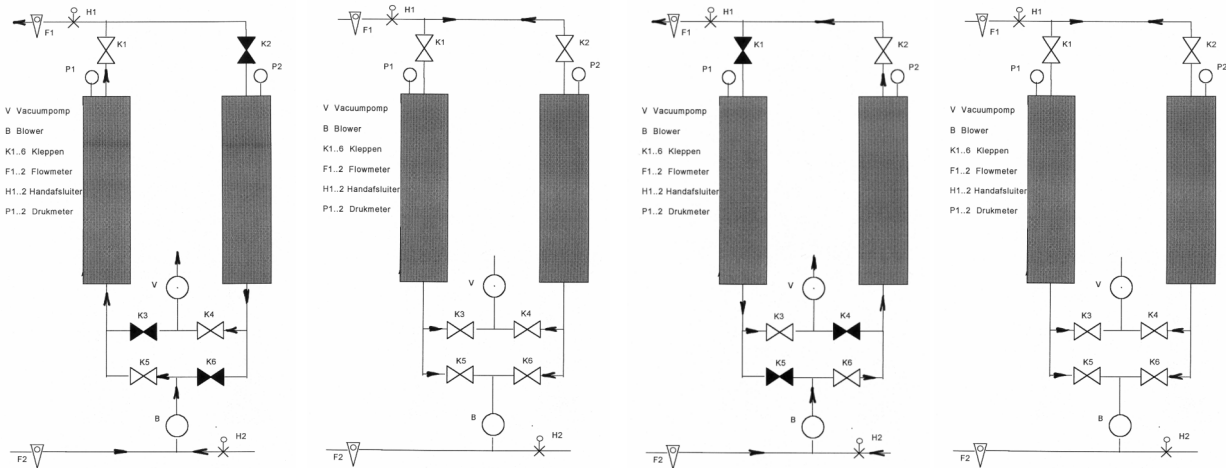 H1
F1
K1
K2
P1
P2
V Vacuumpomp
B Blower
K1..6 Kleppen
F1..2 Flowmeter
H1..2 Handafsluiter
P1..2 Drukmeter
V
K3
K4
K5
K6
B
H2
F2
H1
F1
K1
K2
P1
P2
V Vacuumpomp
B Blower
K1..6 Kleppen
F1..2 Flowmeter
H1..2 Handafsluiter
P1..2 Drukmeter
V
K3
K4
K5
K6
B
H2
F2
H1
F1
K1
K2
P1
P2
V Vacuumpomp
B Blower
K1..6 Kleppen
F1..2 Flowmeter
H1..2 Handafsluiter
P1..2 Drukmeter
V
K3
K4
K5
K6
B
H2
F2
H1
F1
K1
K2
P1
P2
V Vacuumpomp
B Blower
K1..6 Kleppen
F1..2 Flowmeter
H1..2 Handafsluiter
P1..2 Drukmeter
V
K3
K4
K5
K6
B
H2
F2